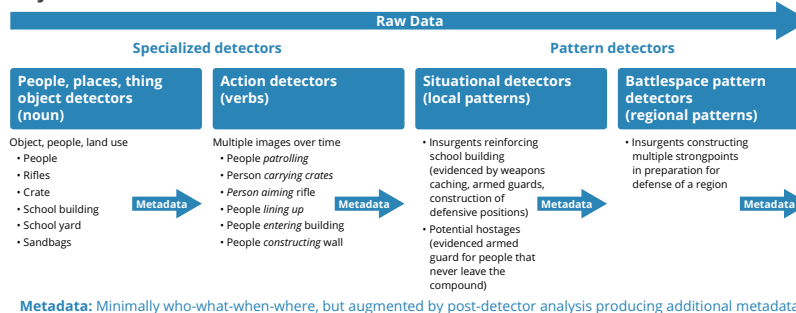 Raw Data
Specialized detectors
Pattern detectors
People, places, thing
object detectors
(noun)
Object, people, land use
• People
• Rifles
• Crate
• School building
• School yard
• Sandbags
Metadata
Action detectors
(verbs)
Multiple images over time
• People patrolling
• Person carrying crates
• Person aiming rifle
• People lining up
• People entering building
• People constructing wall
Metadata
Situational detectors
(local patterns)
• Insurgents reinforcing
school building
(evidenced by weapons
caching, armed guards,
construction of
defensive positions)
• Potential hostages
(evidenced armed
guard for people that
never leave the
compound)
Metadata
Battlespace pattern
detectors
(regional patterns)
• Insurgents constructing
multiple strongpoints
in preparation for
defense of a region
Metadata
Metadata: Minimally who-what-when-where, but augmented by post-detector analysis producing additional metadata